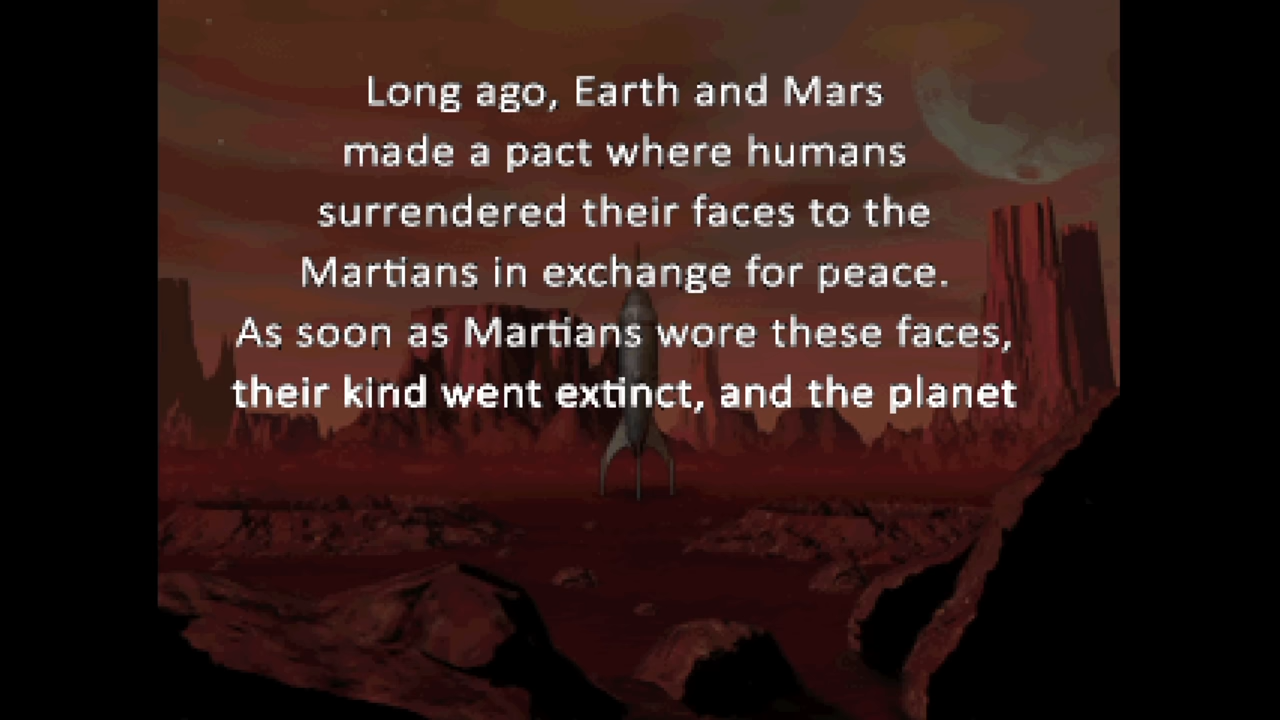 Long ago, Earth and Mars
made a pact where humans
surrendered their faces to the
Martians in exchange for peace.
As soon as Martians wore these faces,
their kind went extinct, and the planet